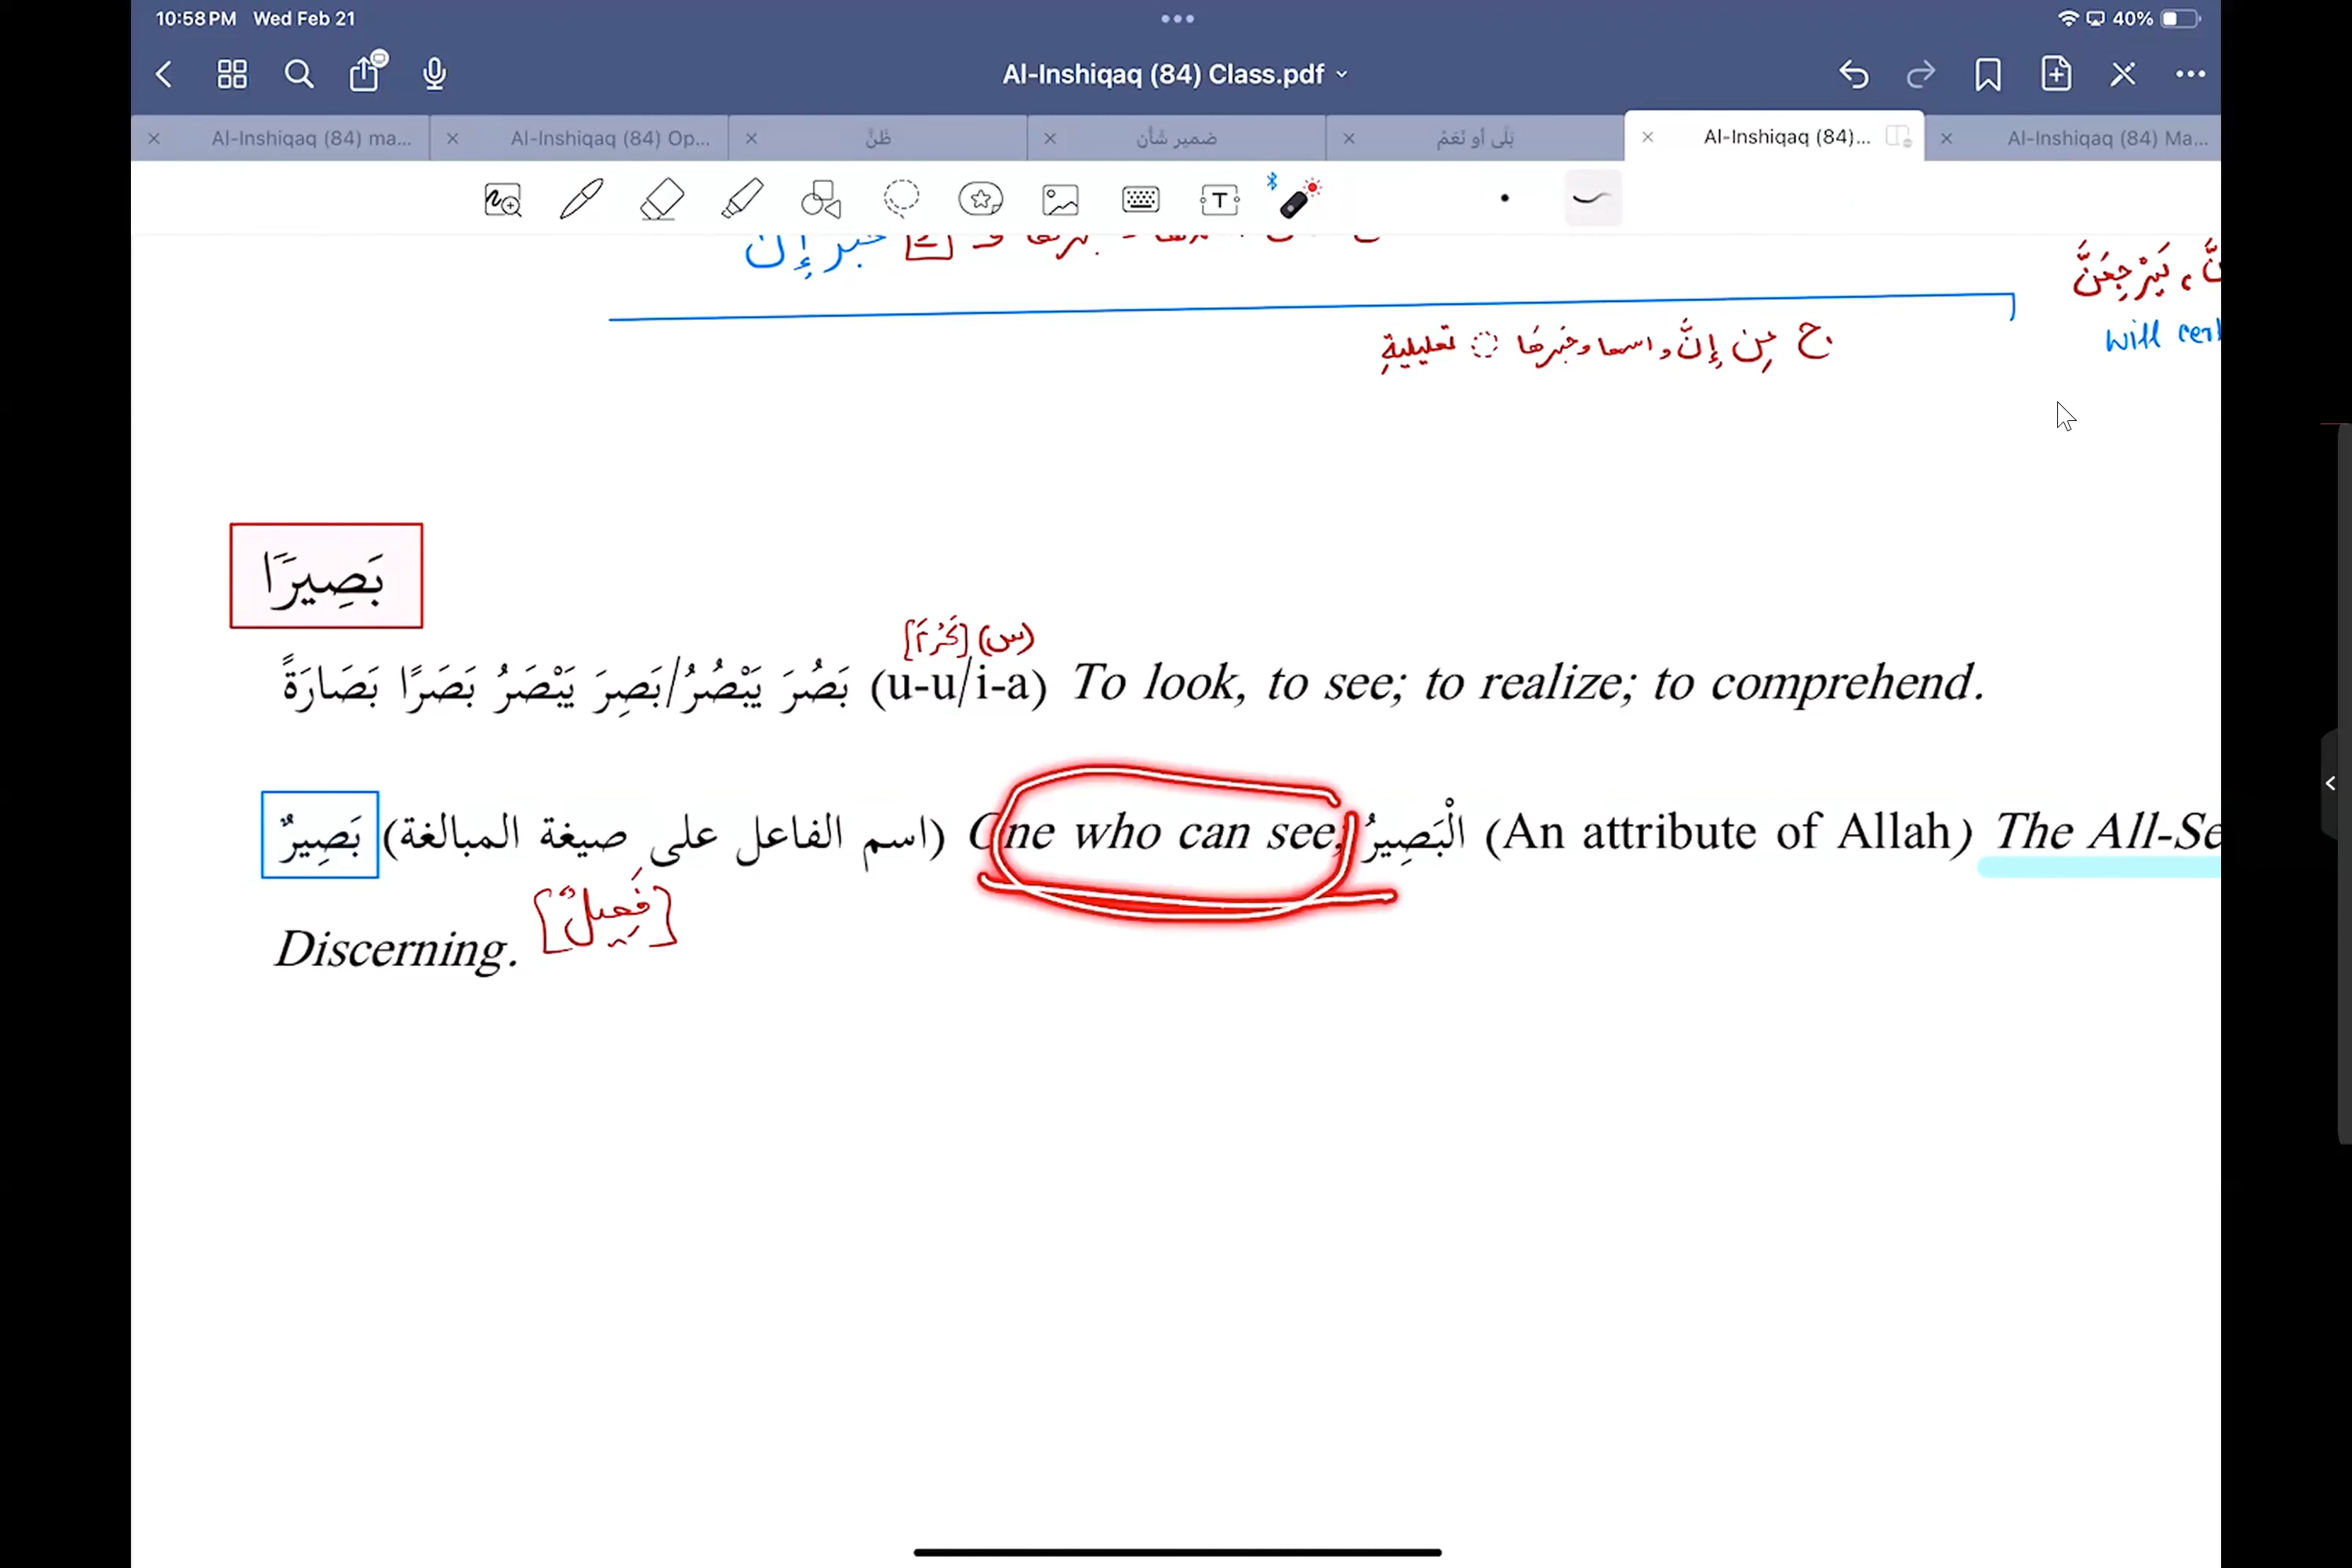 10:58 PM Wed Feb 21
40%
Al-Inshiqaq (84) Class.pdf
Al-Inshiqaq (84) ma...
Al-Inshiqaq (84) Op...
ظَنَّ
ضمير شأن
بَلَى أو نَعَمْ
Al-Inshiqaq (84)...
Al-Inshiqaq (84) Ma...
خبر إن
لَيَرْجِعَنَّ
ج. مِن إِنَّ و اسمها وخبرها تعليلية
will cert
بَصِيرًا
[كَرُمَ] (س)
بَصُرَ يَبْصُرُ/بَصِرَ يَبْصَرُ بَصَرًا بَصَارَةً (u-u/i-a) To look, to see; to realize; to comprehend.
بَصِيرٌ (اسم الفاعل على صيغة المبالغة) One who can see; الْبَصِيرُ (An attribute of Allah) The All-Se
Discerning. [فَعِيلٌ]